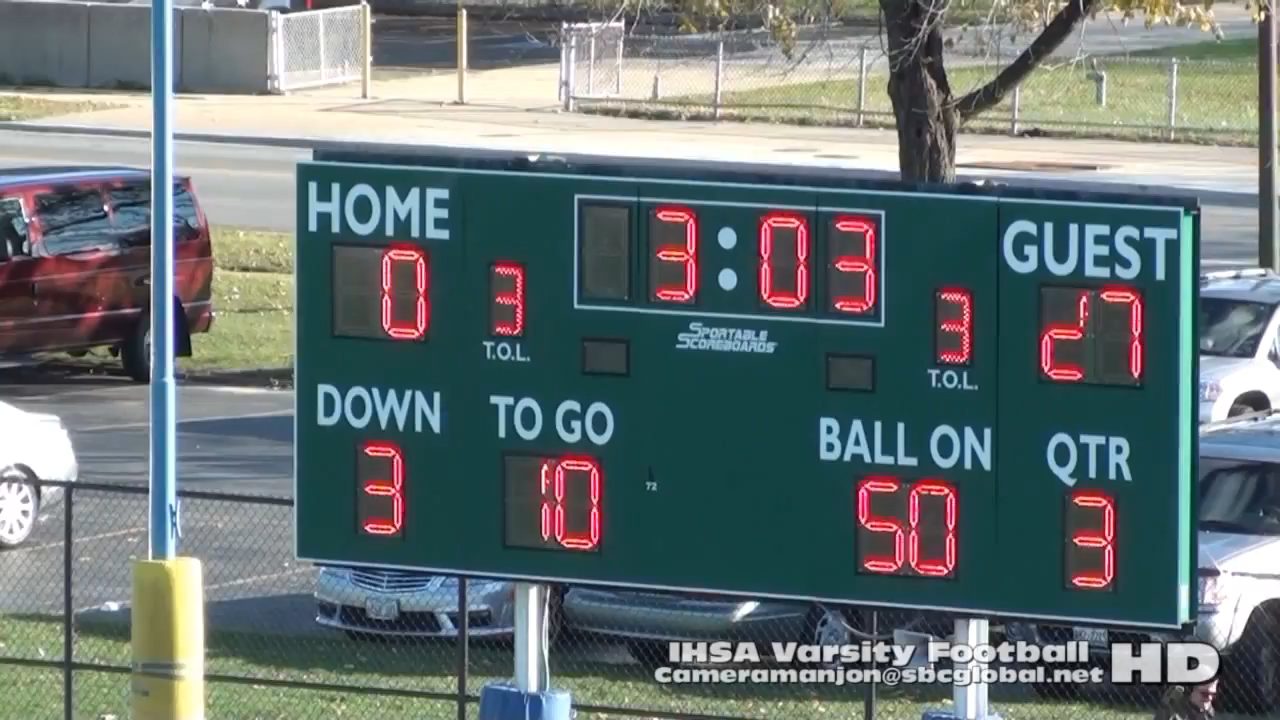 HOME 3:03 GUEST
0 3 3 27
T.O.L. SPORTABLE SCOREBOARDS T.O.L.
DOWN TO GO BALL ON QTR
3 10 50 3
72
IHSA Varsity Football
cameramanjon@sbcglobal.net HD